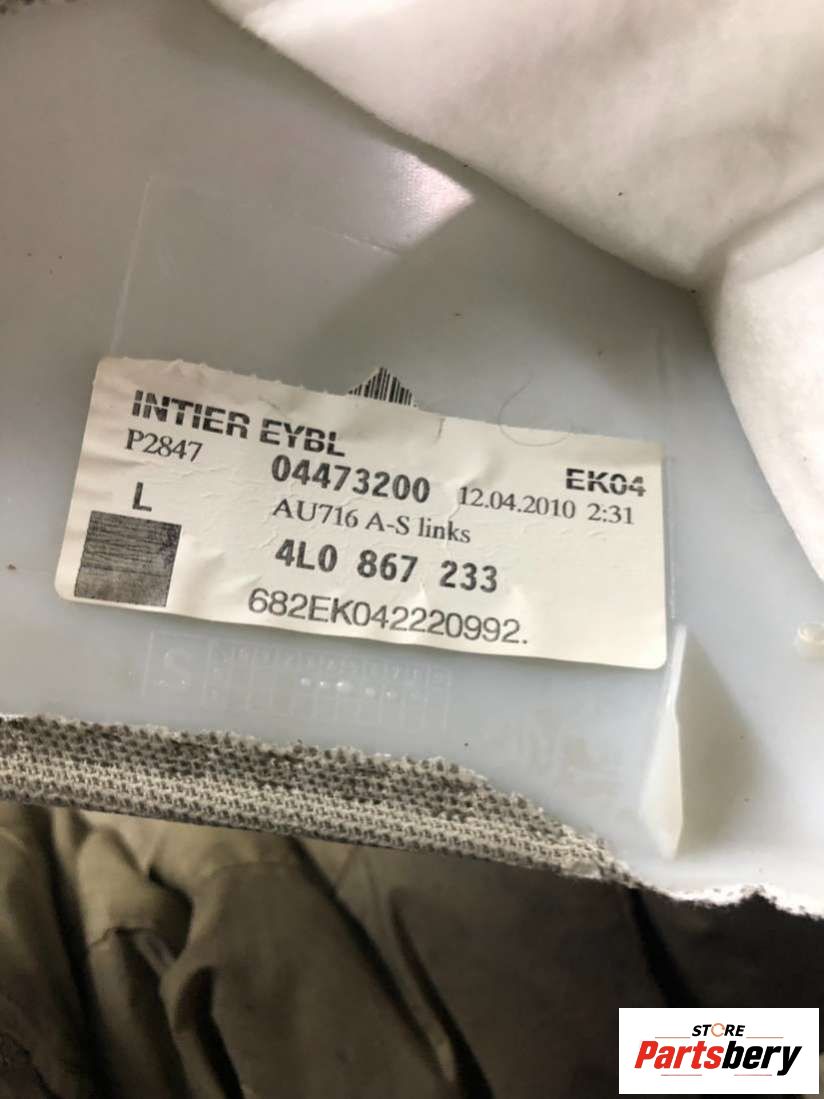 INTIER EYBL
P2847
04473200
EK04
12.04.2010 2:31
L
AU716 A-S links
4L0 867 233
682EK042220992.
S
STORE
Partsbery